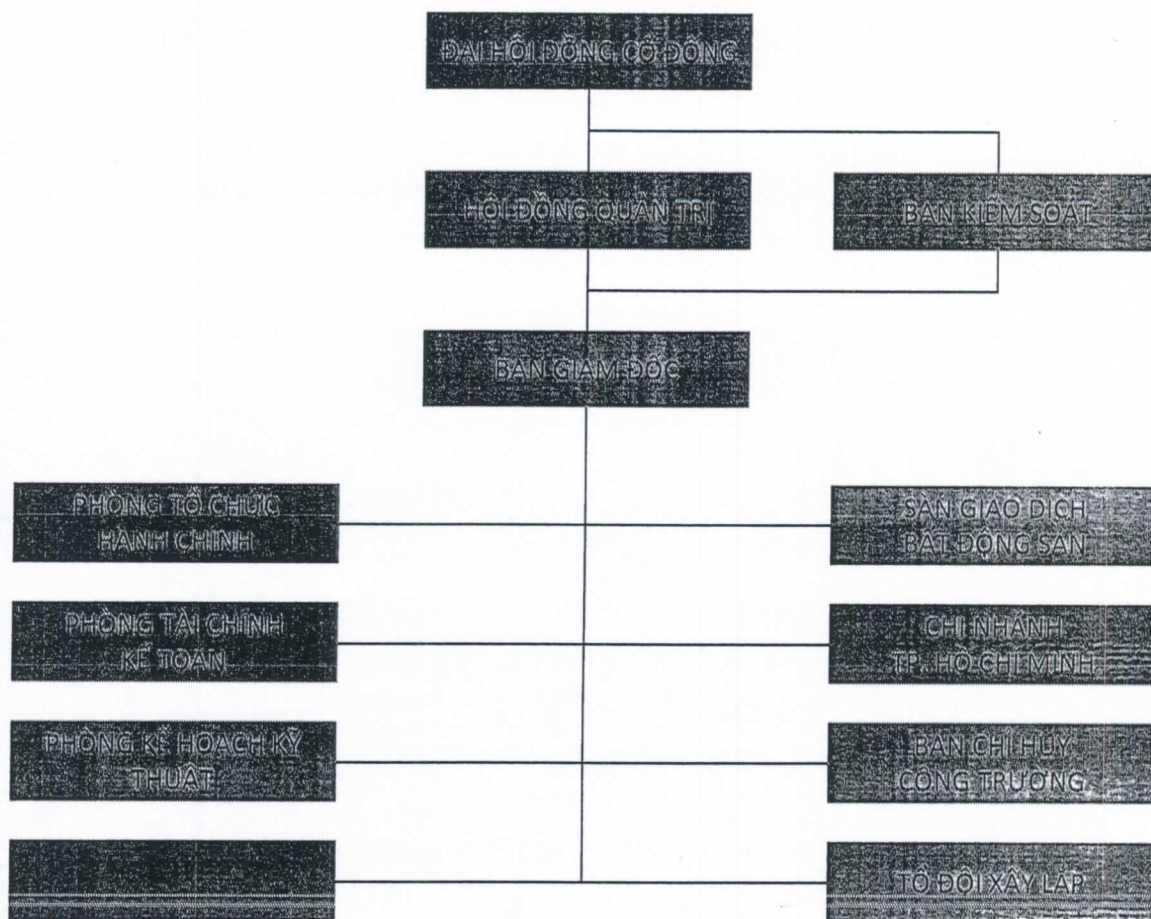 ĐẠI HỘI ĐỒNG CỔ ĐÔNG
HỘI ĐỒNG QUẢN TRỊ
BAN KIỂM SOÁT
BAN GIÁM ĐỐC
PHÒNG TỔ CHỨC
HÀNH CHÍNH
SÀN GIAO DỊCH
BẤT ĐỘNG SẢN
PHÒNG TÀI CHÍNH
KẾ TOÁN
CHI NHÁNH
TP. HỒ CHÍ MINH
PHÒNG KẾ HOẠCH KỸ
THUẬT
BAN CHỈ HUY
CÔNG TRƯỜNG
TỔ ĐỘI XÂY LẮP